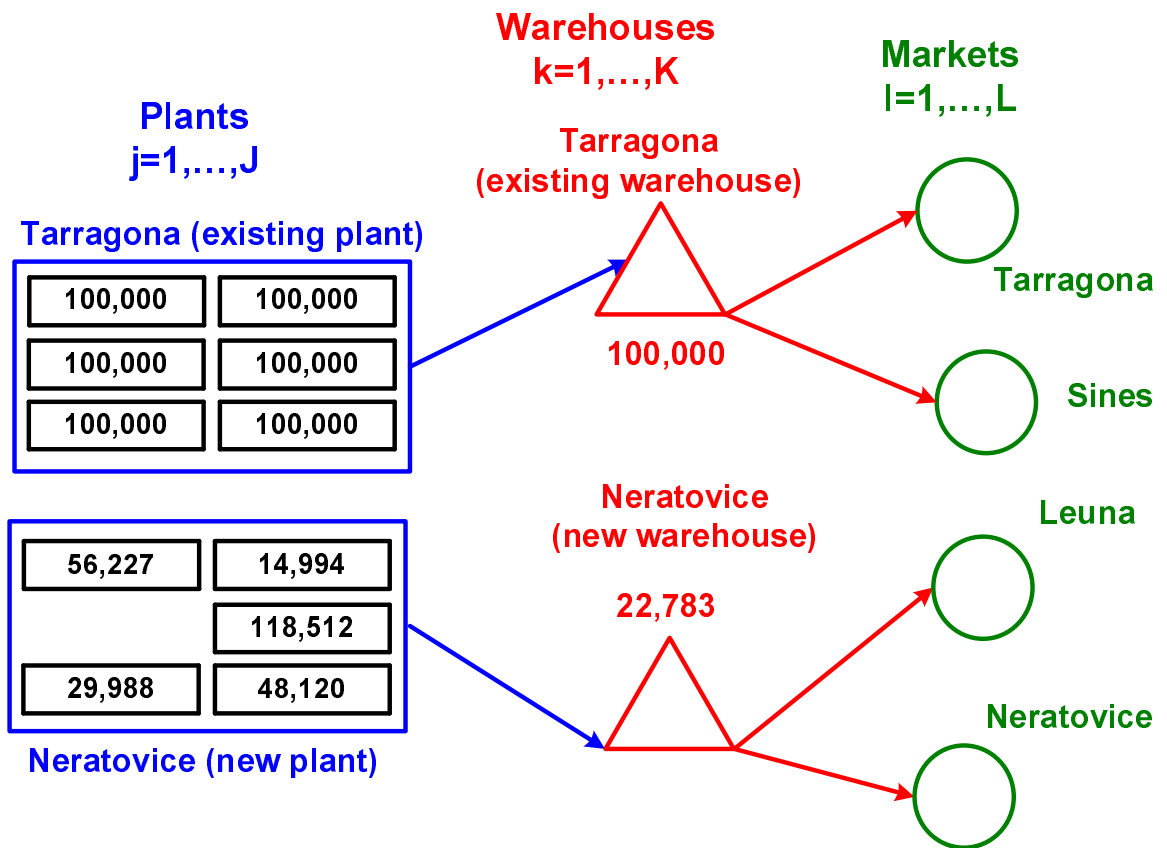 Plants
j=1,…,J
Warehouses
k=1,…,K
Markets
l=1,…,L
Tarragona (existing plant)
100,000 100,000
100,000 100,000
100,000 100,000
56,227 14,994
118,512
29,988 48,120
Neratovice (new plant)
Tarragona
(existing warehouse)
100,000
Neratovice
(new warehouse)
22,783
Tarragona
Sines
Leuna
Neratovice